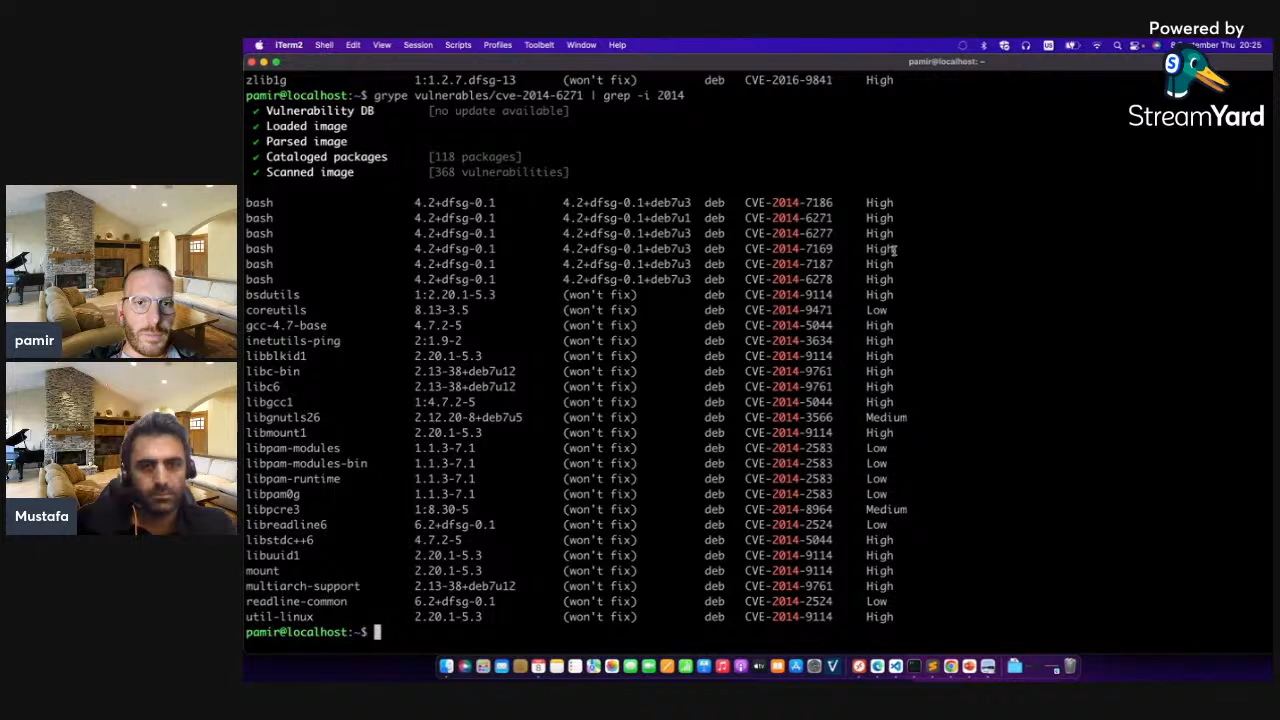 Powered by
StreamYard
iTerm2 Shell Edit View Session Scripts Profiles Toolbelt Window Help
September Thu 20:25
pamir@localhost: ~
zlib1g 1:1.2.7.dfsg-13 (won't fix) deb CVE-2016-9841 High
pamir@localhost:~$ grype vulnerables/cve-2014-6271 | grep -i 2014
✔ Vulnerability DB [no update available]
✔ Loaded image
✔ Parsed image
✔ Cataloged packages [118 packages]
✔ Scanned image [368 vulnerabilities]
bash 4.2+dfsg-0.1 4.2+dfsg-0.1+deb7u3 deb CVE-2014-7186 High
bash 4.2+dfsg-0.1 4.2+dfsg-0.1+deb7u1 deb CVE-2014-6271 High
bash 4.2+dfsg-0.1 4.2+dfsg-0.1+deb7u3 deb CVE-2014-6277 High
bash 4.2+dfsg-0.1 4.2+dfsg-0.1+deb7u3 deb CVE-2014-7169 High
bash 4.2+dfsg-0.1 4.2+dfsg-0.1+deb7u3 deb CVE-2014-7187 High
bash 4.2+dfsg-0.1 4.2+dfsg-0.1+deb7u3 deb CVE-2014-6278 High
bsdutils 1:2.20.1-5.3 (won't fix) deb CVE-2014-9114 High
coreutils 8.13-3.5 (won't fix) deb CVE-2014-9471 Low
gcc-4.7-base 4.7.2-5 (won't fix) deb CVE-2014-5044 High
inetutils-ping 2:1.9-2 (won't fix) deb CVE-2014-3634 High
libblkid1 2.20.1-5.3 (won't fix) deb CVE-2014-9114 High
libc-bin 2.13-38+deb7u12 (won't fix) deb CVE-2014-9761 High
libc6 2.13-38+deb7u12 (won't fix) deb CVE-2014-9761 High
libgcc1 1:4.7.2-5 (won't fix) deb CVE-2014-5044 High
libgnutls26 2.12.20-8+deb7u5 (won't fix) deb CVE-2014-3566 Medium
libmount1 2.20.1-5.3 (won't fix) deb CVE-2014-9114 High
libpam-modules 1.1.3-7.1 (won't fix) deb CVE-2014-2583 Low
libpam-modules-bin 1.1.3-7.1 (won't fix) deb CVE-2014-2583 Low
libpam-runtime 1.1.3-7.1 (won't fix) deb CVE-2014-2583 Low
libpam0g 1.1.3-7.1 (won't fix) deb CVE-2014-2583 Low
libpcre3 1:8.30-5 (won't fix) deb CVE-2014-8964 Medium
libreadline6 6.2+dfsg-0.1 (won't fix) deb CVE-2014-2524 Low
libstdc++6 4.7.2-5 (won't fix) deb CVE-2014-5044 High
libuuid1 2.20.1-5.3 (won't fix) deb CVE-2014-9114 High
mount 2.20.1-5.3 (won't fix) deb CVE-2014-9114 High
multiarch-support 2.13-38+deb7u12 (won't fix) deb CVE-2014-9761 High
readline-common 6.2+dfsg-0.1 (won't fix) deb CVE-2014-2524 Low
util-linux 2.20.1-5.3 (won't fix) deb CVE-2014-9114 High
pamir@localhost:~$
pamir
Mustafa